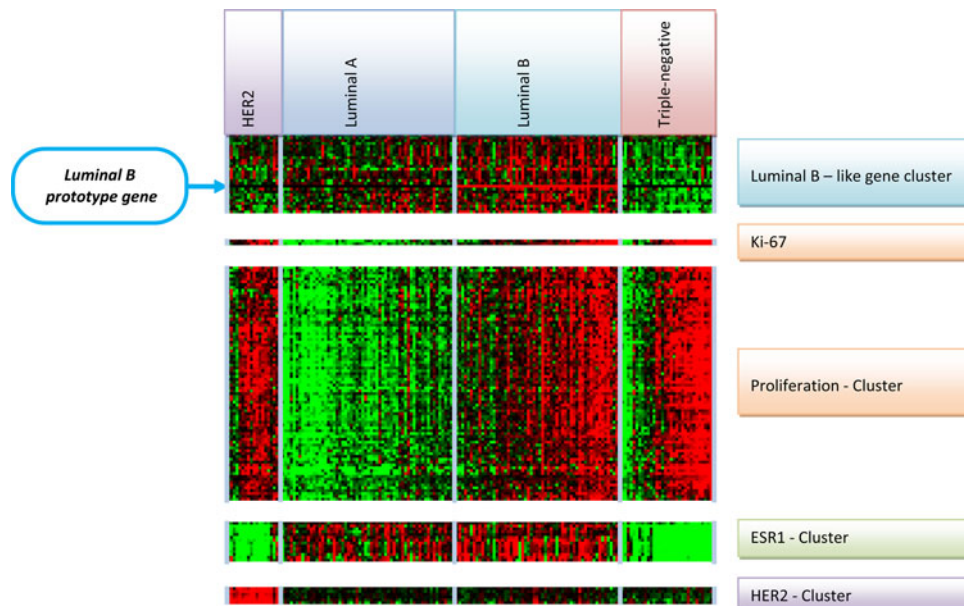 HER2
Luminal A
Luminal B
Triple-negative
Luminal B
prototype gene
Luminal B – like gene cluster
Ki-67
Proliferation - Cluster
ESR1 - Cluster
HER2 - Cluster